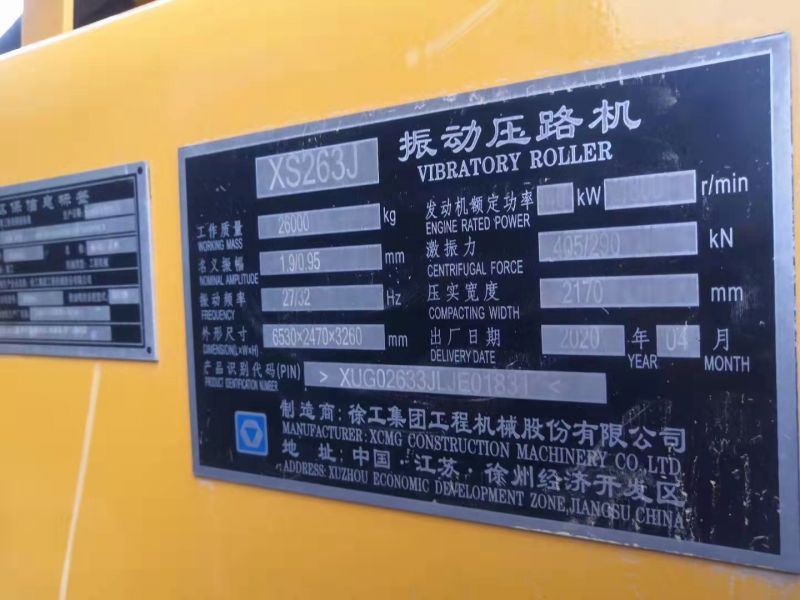 环保信息标签
振动压路机
XS263J
VIBRATORY ROLLER
工作质量 26000 kg
WORKING MASS
名义振幅 1.9/0.95 mm
NOMINAL AMPLITUDE
振动频率 27/32 Hz
FREQUENCY
外形尺寸 6530×2470×3260 mm
DIMENSION(L×W×H)
发动机额定功率 kW r/min
ENGINE RATED POWER
激振力 405/290 kN
CENTRIFUGAL FORCE
压实宽度 2170 mm
COMPACTING WIDTH
出厂日期 2020 年 04 月
DELIVERY DATE YEAR MONTH
产品识别代码(PIN) > XUG02633JLJE01831 <
PRODUCT IDENTIFICATION NUMBER
制造商:徐工集团工程机械股份有限公司
MANUFACTURER:XCMG CONSTRUCTION MACHINERY CO.,LTD.
地 址:中国·江苏·徐州经济开发区
ADDRESS: XUZHOU ECONOMIC DEVELOPMENT ZONE,JIANGSU,CHINA